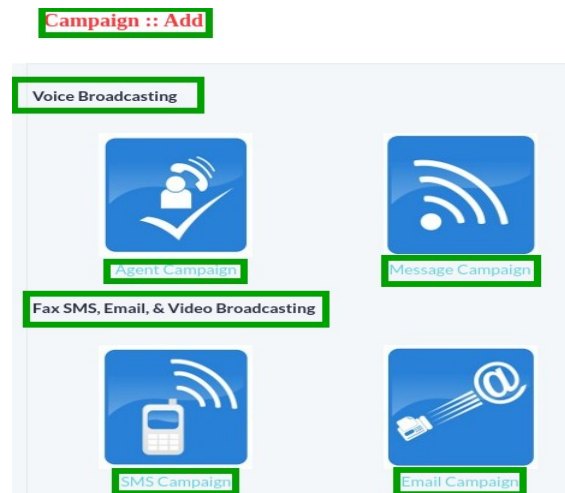 Campaign :: Add
Voice Broadcasting
Agent Campaign
Message Campaign
Fax SMS, Email, & Video Broadcasting
SMS Campaign
Email Campaign